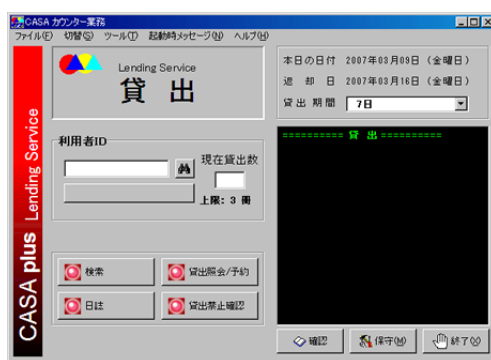 CASA カウンター業務
ファイル(F) 切替(S) ツール(T) 起動時メッセージ(W) ヘルプ(H)
CASA plus Lending Service
Lending Service
貸 出
本日の日付 2007年03月09日 (金曜日)
返 却 日 2007年03月16日 (金曜日)
貸出期間 7日
利用者ID
現在貸出数
上限: 3 冊
========== 貸 出 ==========
検索
貸出照会/予約
日誌
貸出禁止確認
確認
保守(M)
終了(X)